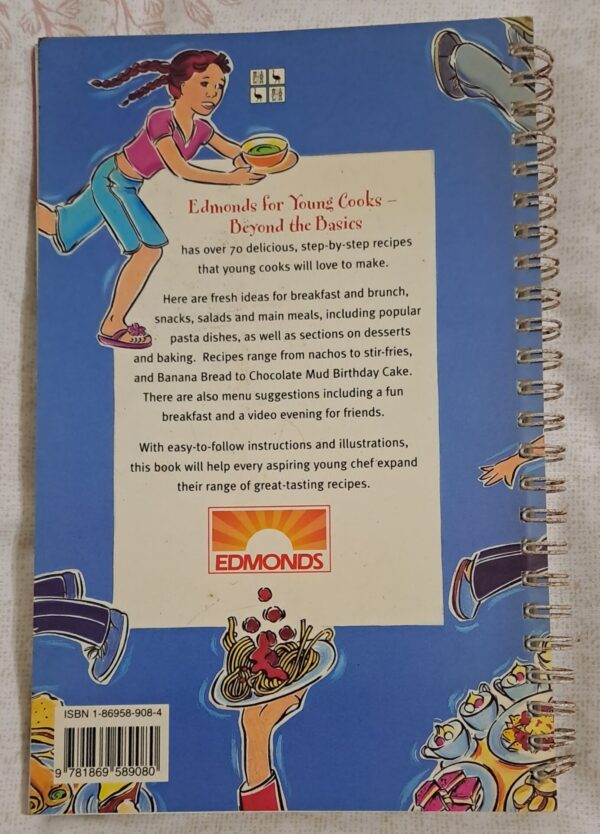 Edmonds for Young Cooks –
Beyond the Basics
has over 70 delicious, step-by-step recipes
that young cooks will love to make.
Here are fresh ideas for breakfast and brunch,
snacks, salads and main meals, including popular
pasta dishes, as well as sections on desserts
and baking. Recipes range from nachos to stir-fries,
and Banana Bread to Chocolate Mud Birthday Cake.
There are also menu suggestions including a fun
breakfast and a video evening for friends.
With easy-to-follow instructions and illustrations,
this book will help every aspiring young chef expand
their range of great-tasting recipes.
EDMONDS
ISBN 1-86958-908-4
9 781869 589080